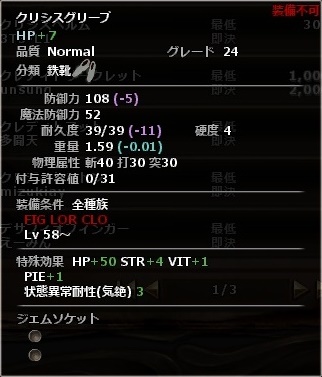 クリシスグリーブ
装備不可
HP+7
品質 Normal グレード 24
分類 鉄靴
防御力 108 (-5)
魔法防御力 52
耐久度 39/39 (-11) 硬度 4
重量 1.59 (-0.01)
物理属性 斬40 打30 突30
付与許容値 0/31
装備条件 全種族
FIG LOR CLO
Lv 58～
特殊効果 HP+50 STR+4 VIT+1
PIE+1
状態異常耐性(気絶) 3
1/3
ジェムソケット